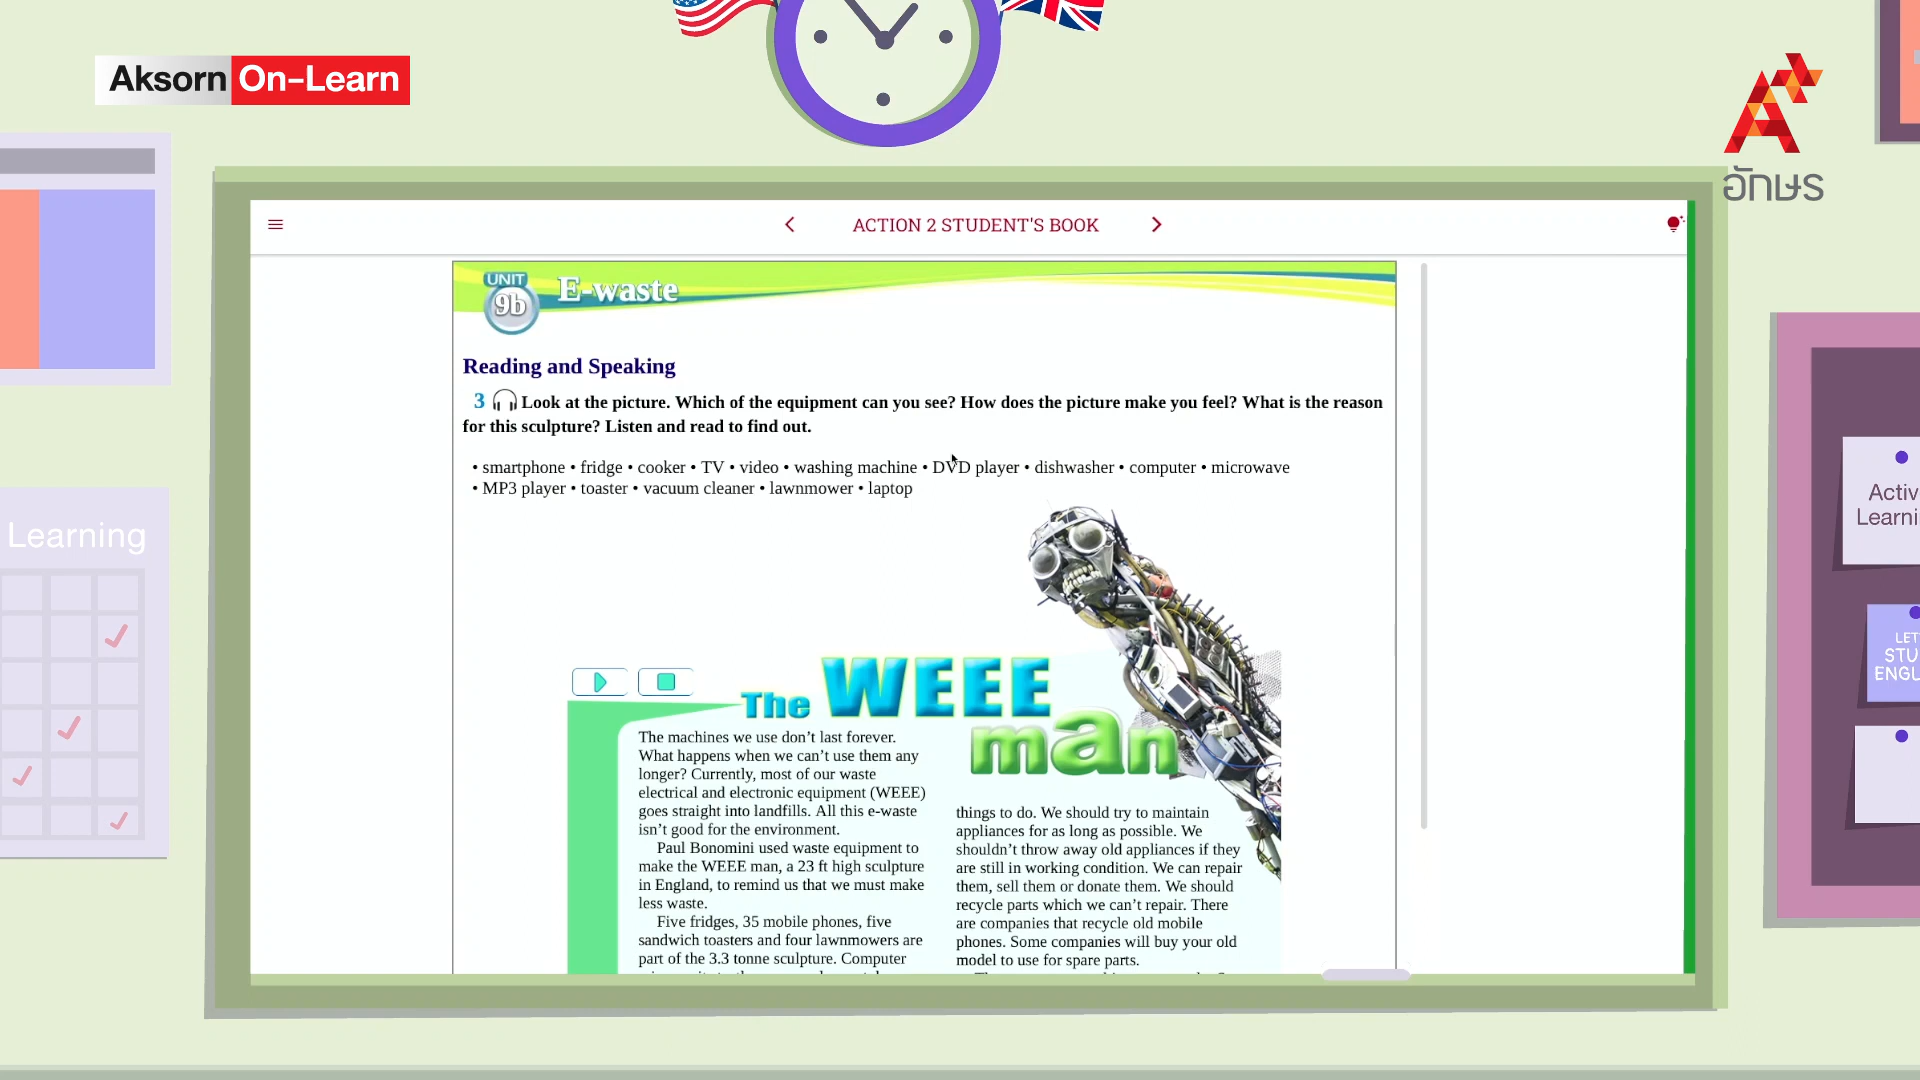 Aksorn On-Learn
อักษร
ACTION 2 STUDENT'S BOOK
UNIT
9b
E-waste
Reading and Speaking
3 Look at the picture. Which of the equipment can you see? How does the picture make you feel? What is the reason
for this sculpture? Listen and read to find out.
• smartphone • fridge • cooker • TV • video • washing machine • DVD player • dishwasher • computer • microwave
• MP3 player • toaster • vacuum cleaner • lawnmower • laptop
The WEEE
man
The machines we use don’t last forever.
What happens when we can’t use them any
longer? Currently, most of our waste
electrical and electronic equipment (WEEE)
goes straight into landfills. All this e-waste
isn’t good for the environment.
Paul Bonomini used waste equipment to
make the WEEE man, a 23 ft high sculpture
in England, to remind us that we must make
less waste.
Five fridges, 35 mobile phones, five
sandwich toasters and four lawnmowers are
part of the 3.3 tonne sculpture. Computer
things to do. We should try to maintain
appliances for as long as possible. We
shouldn’t throw away old appliances if they
are still in working condition. We can repair
them, sell them or donate them. We should
recycle parts which we can’t repair. There
are companies that recycle old mobile
phones. Some companies will buy your old
model to use for spare parts.
Learning
Activ
Learni
LET
STU
ENGL